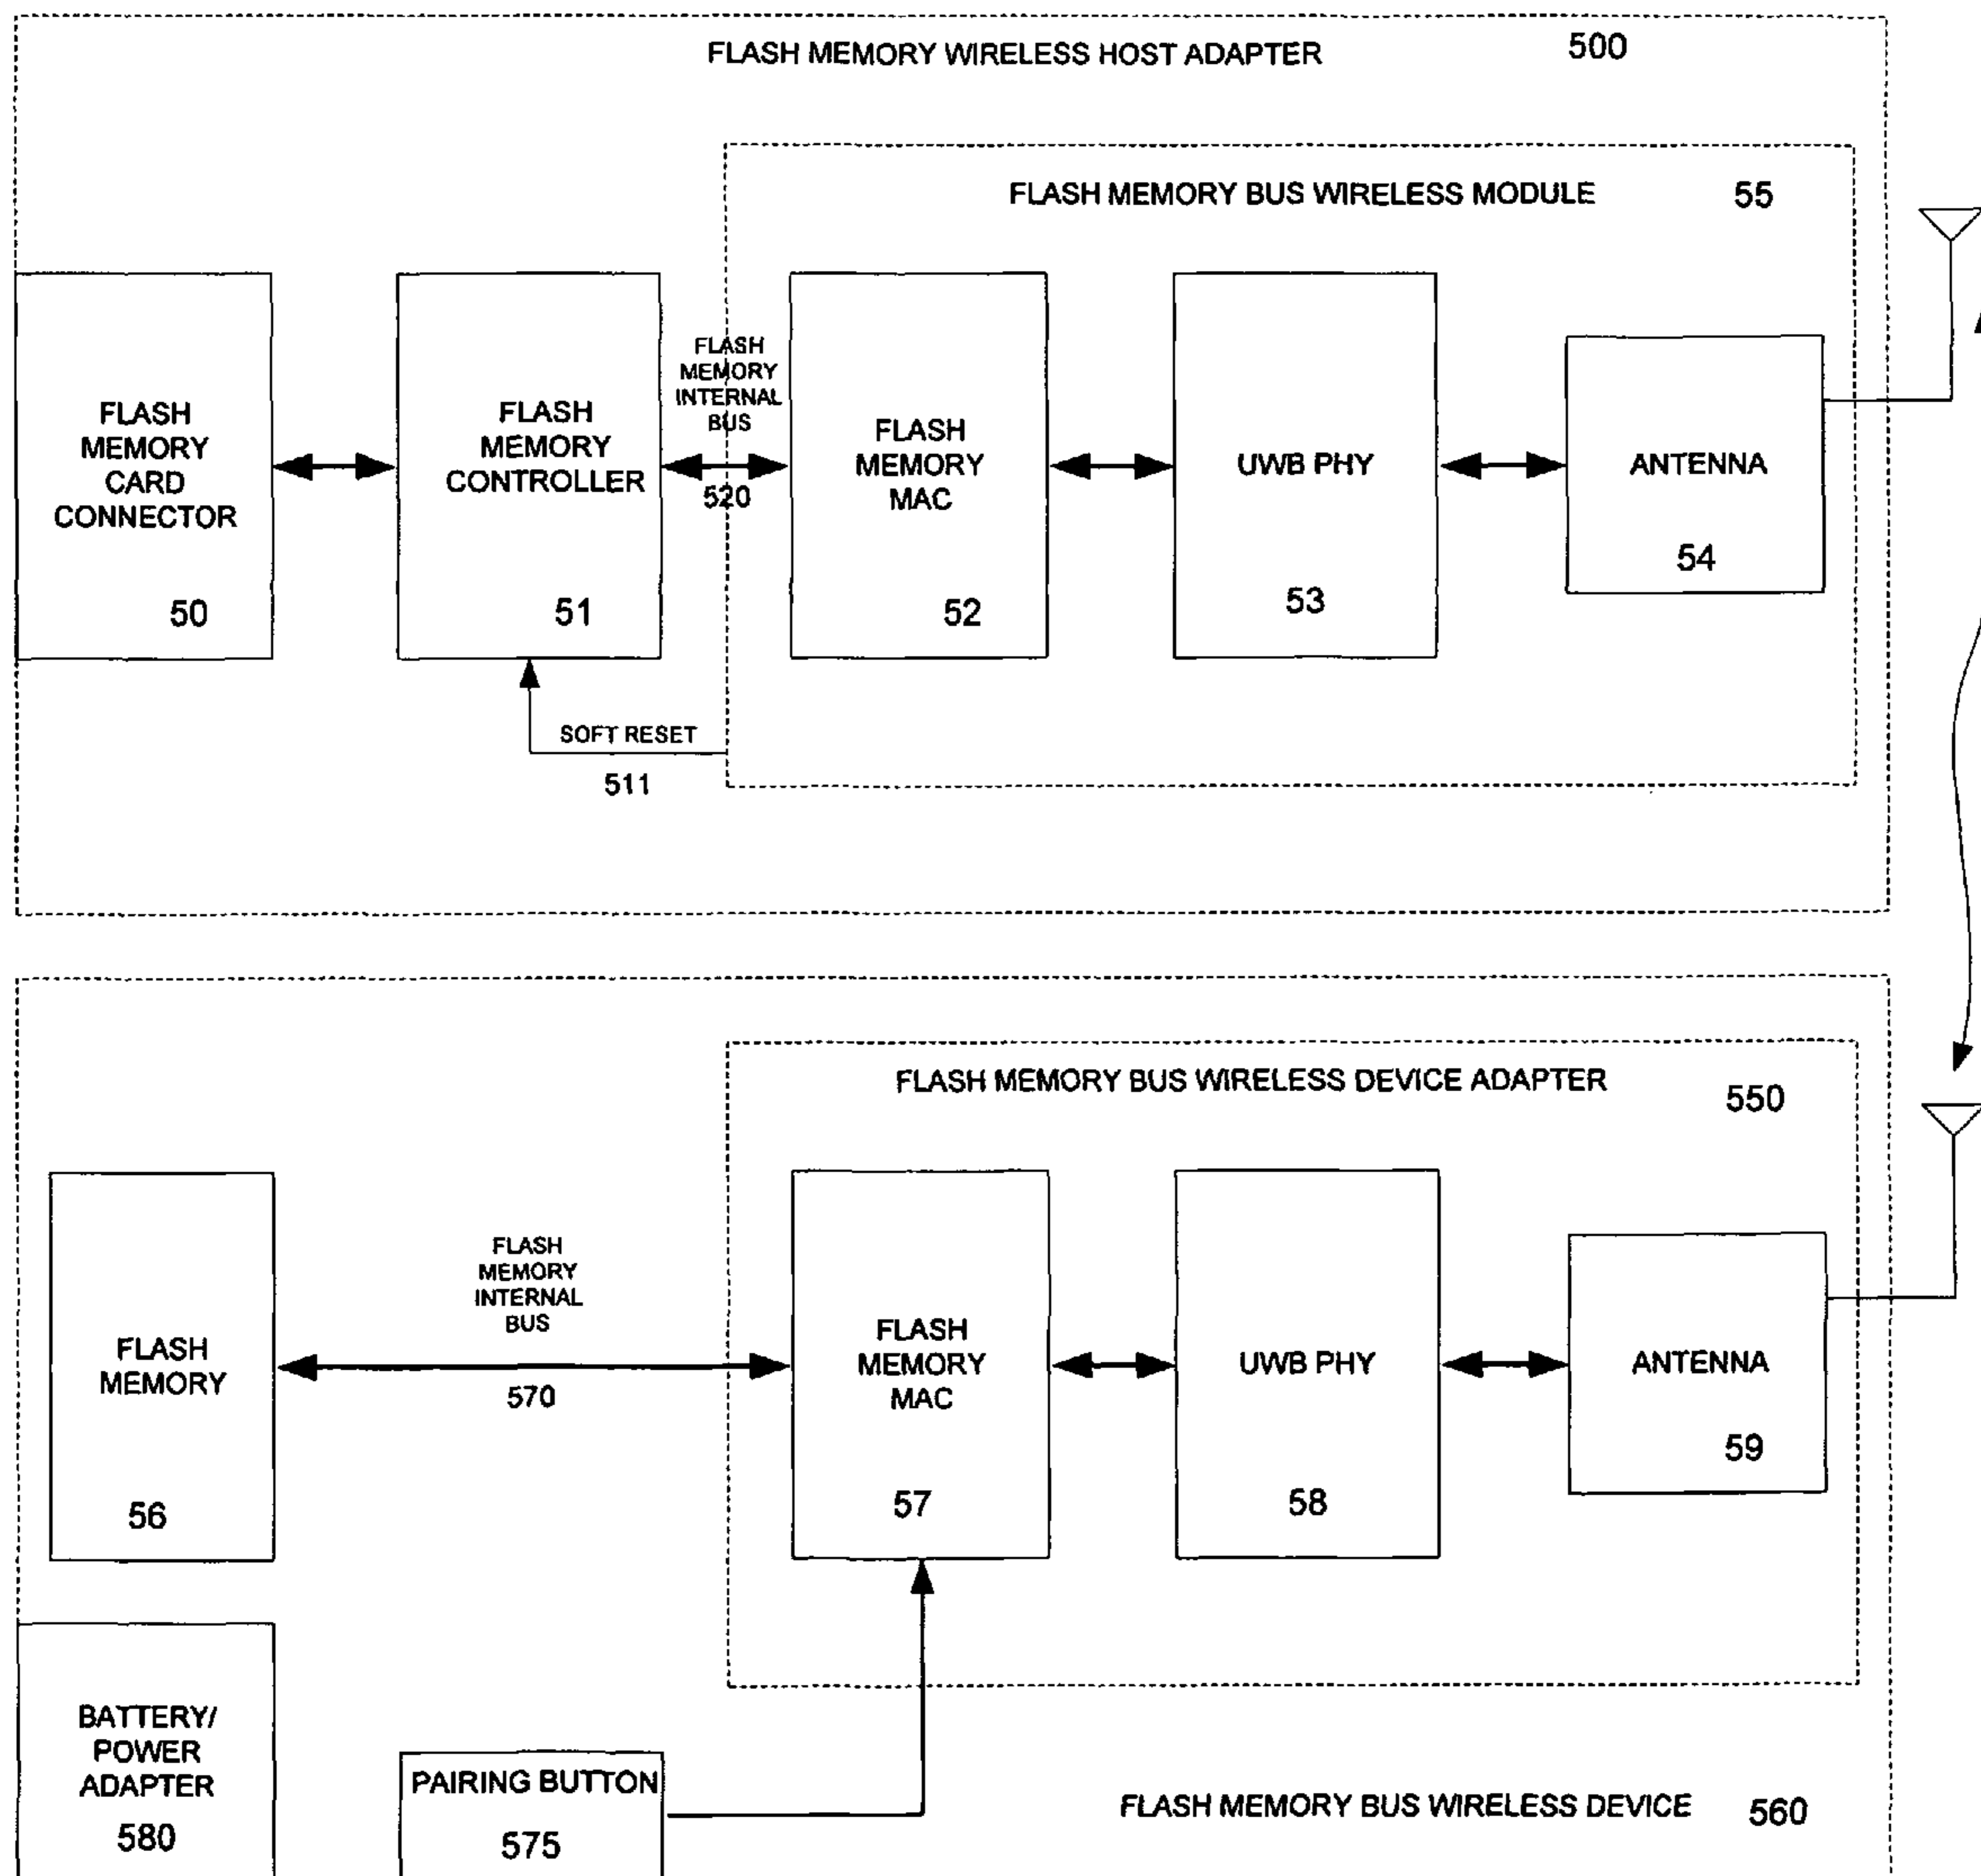 FLASH MEMORY WIRELESS HOST ADAPTER 500
FLASH MEMORY BUS WIRELESS MODULE 55
FLASH
MEMORY
CARD
CONNECTOR
50
FLASH
MEMORY
CONTROLLER
51
FLASH
MEMORY
INTERNAL
BUS
520
FLASH
MEMORY
MAC
52
UWB PHY
53
ANTENNA
54
SOFT RESET
511
FLASH MEMORY BUS WIRELESS DEVICE ADAPTER 550
FLASH
MEMORY
56
FLASH
MEMORY
INTERNAL
BUS
570
FLASH
MEMORY
MAC
57
UWB PHY
58
ANTENNA
59
BATTERY/
POWER
ADAPTER
580
PAIRING BUTTON
575
FLASH MEMORY BUS WIRELESS DEVICE 560